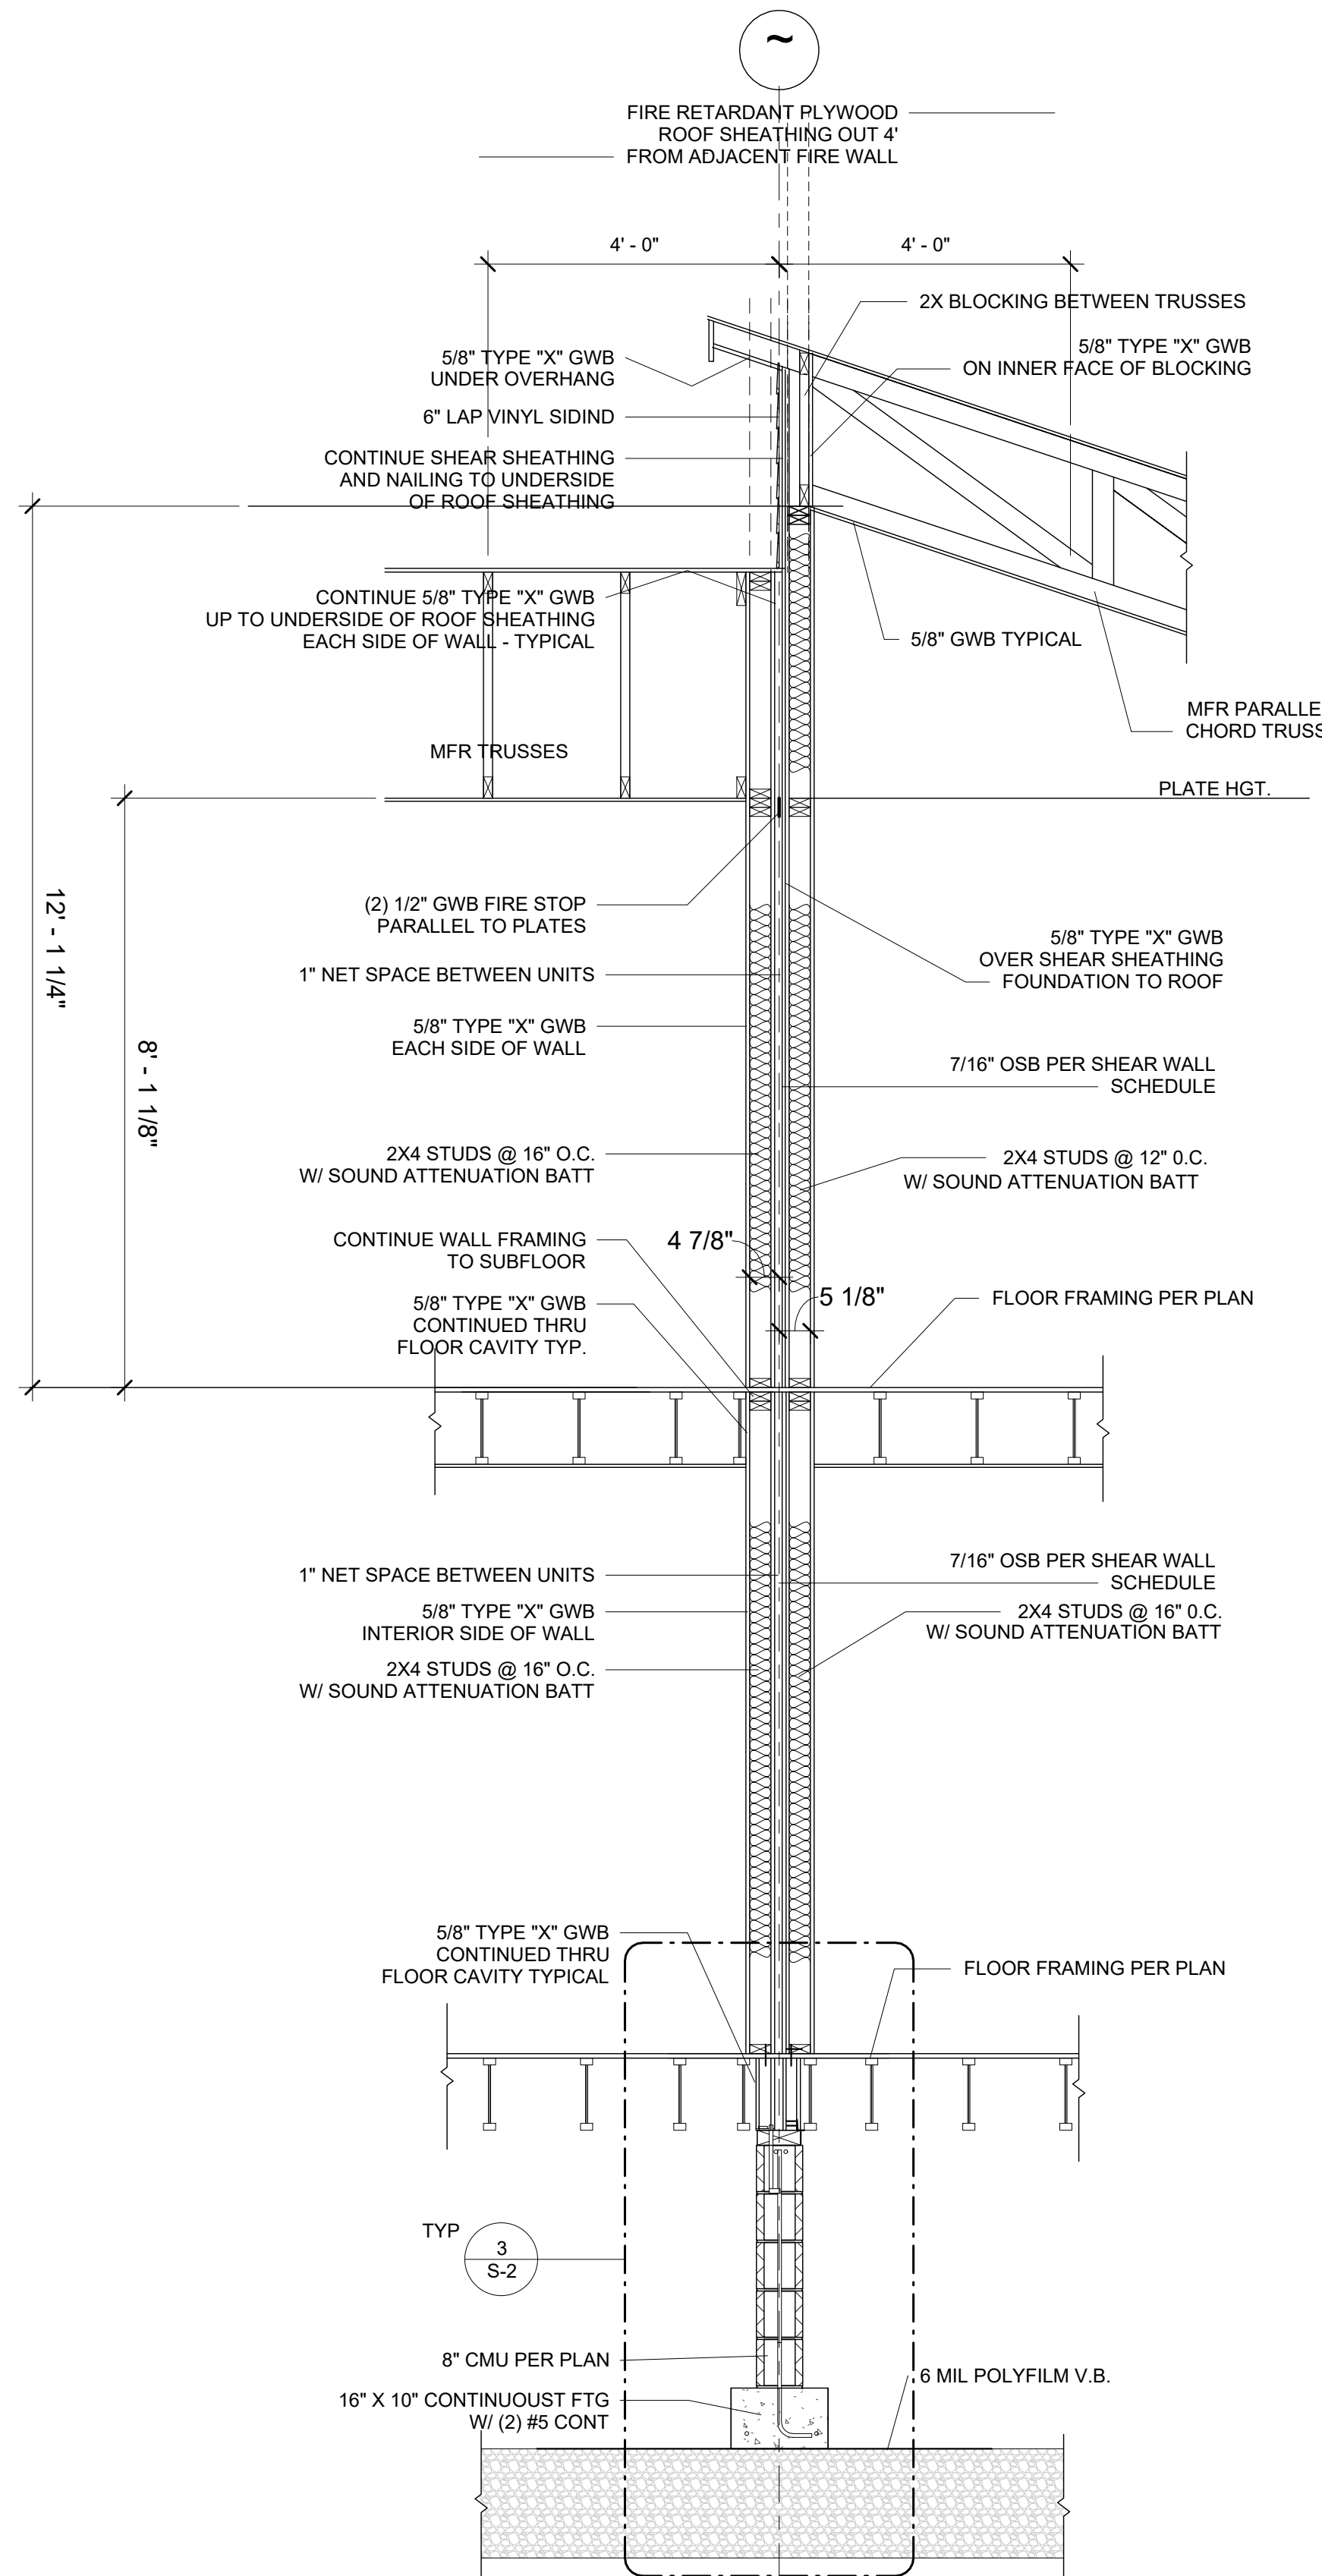 ~
FIRE RETARDANT PLYWOOD
ROOF SHEATHING OUT 4'
FROM ADJACENT FIRE WALL
4' - 0"
4' - 0"
2X BLOCKING BETWEEN TRUSSES
5/8" TYPE "X" GWB
ON INNER FACE OF BLOCKING
5/8" TYPE "X" GWB
UNDER OVERHANG
6" LAP VINYL SIDIND
CONTINUE SHEAR SHEATHING
AND NAILING TO UNDERSIDE
OF ROOF SHEATHING
CONTINUE 5/8" TYPE "X" GWB
UP TO UNDERSIDE OF ROOF SHEATHING
EACH SIDE OF WALL - TYPICAL
5/8" GWB TYPICAL
MFR PARALLE
CHORD TRUSS
MFR TRUSSES
PLATE HGT.
12' - 1 1/4"
8' - 1 1/8"
(2) 1/2" GWB FIRE STOP
PARALLEL TO PLATES
1" NET SPACE BETWEEN UNITS
5/8" TYPE "X" GWB
OVER SHEAR SHEATHING
FOUNDATION TO ROOF
5/8" TYPE "X" GWB
EACH SIDE OF WALL
7/16" OSB PER SHEAR WALL
SCHEDULE
2X4 STUDS @ 16" O.C.
W/ SOUND ATTENUATION BATT
2X4 STUDS @ 12" 0.C.
W/ SOUND ATTENUATION BATT
CONTINUE WALL FRAMING
TO SUBFLOOR
4 7/8"
5 1/8"
5/8" TYPE "X" GWB
CONTINUED THRU
FLOOR CAVITY TYP.
FLOOR FRAMING PER PLAN
1" NET SPACE BETWEEN UNITS
7/16" OSB PER SHEAR WALL
SCHEDULE
5/8" TYPE "X" GWB
INTERIOR SIDE OF WALL
2X4 STUDS @ 16" 0.C.
W/ SOUND ATTENUATION BATT
2X4 STUDS @ 16" O.C.
W/ SOUND ATTENUATION BATT
5/8" TYPE "X" GWB
CONTINUED THRU
FLOOR CAVITY TYPICAL
FLOOR FRAMING PER PLAN
TYP
3
S-2
8" CMU PER PLAN
6 MIL POLYFILM V.B.
16" X 10" CONTINUOUST FTG
W/ (2) #5 CONT